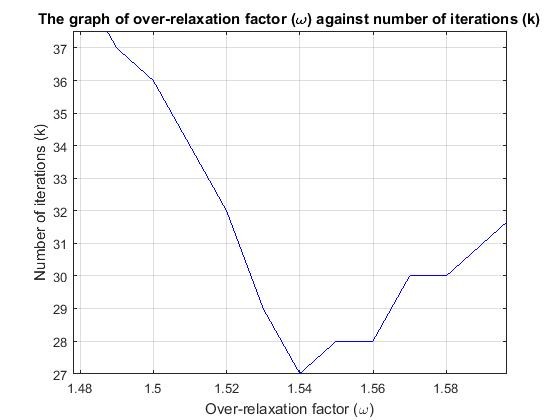 The graph of over-relaxation factor (ω) against number of iterations (k)
37
36
35
34
33
32
31
30
29
28
27
Number of itierations (k)
1.48 1.5 1.52 1.54 1.56 1.58
Over-relaxation factor (ω)